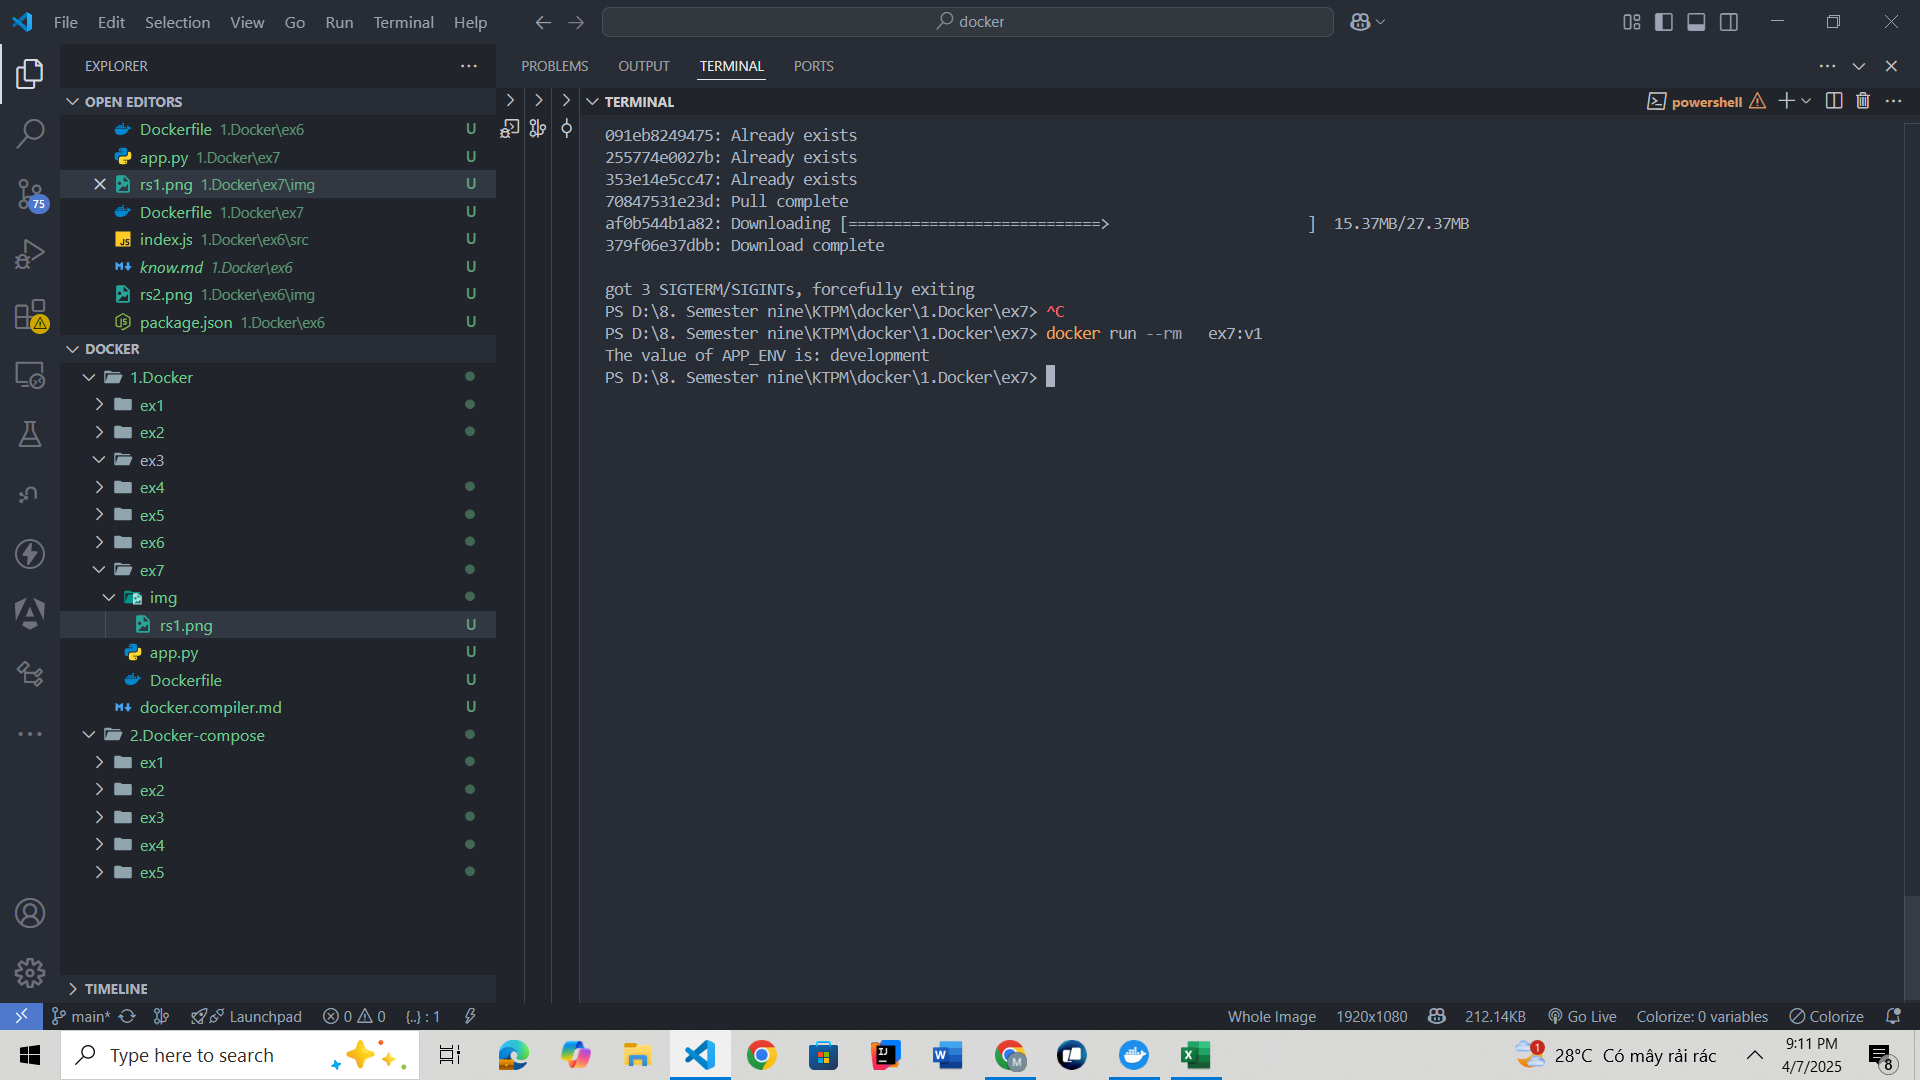 File Edit Selection View Go Run Terminal Help
docker
EXPLORER
OPEN EDITORS
Dockerfile 1.Docker\ex6 U
app.py 1.Docker\ex7 U
rs1.png 1.Docker\ex7\img U
Dockerfile 1.Docker\ex7 U
index.js 1.Docker\ex6\src U
know.md 1.Docker\ex6 U
rs2.png 1.Docker\ex6\img U
package.json 1.Docker\ex6 U
DOCKER
1.Docker
ex1
ex2
ex3
ex4
ex5
ex6
ex7
img
rs1.png U
app.py U
Dockerfile U
docker.compiler.md U
2.Docker-compose
ex1
ex2
ex3
ex4
ex5
TIMELINE
75
PROBLEMS OUTPUT TERMINAL PORTS
TERMINAL
powershell
091eb8249475: Already exists
255774e0027b: Already exists
353e14e5cc47: Already exists
70847531e23d: Pull complete
af0b544b1a82: Downloading [============================> ] 15.37MB/27.37MB
379f06e37dbb: Download complete
got 3 SIGTERM/SIGINTs, forcefully exiting
PS D:\8. Semester nine\KTPM\docker\1.Docker\ex7> ^C
PS D:\8. Semester nine\KTPM\docker\1.Docker\ex7> docker run --rm ex7:v1
The value of APP_ENV is: development
PS D:\8. Semester nine\KTPM\docker\1.Docker\ex7>
main* Launchpad 0 0 {..} : 1 Whole Image 1920x1080 212.14KB Go Live Colorize: 0 variables Colorize
Type here to search
1
28°C Có mây rải rác
9:11 PM
4/7/2025
8